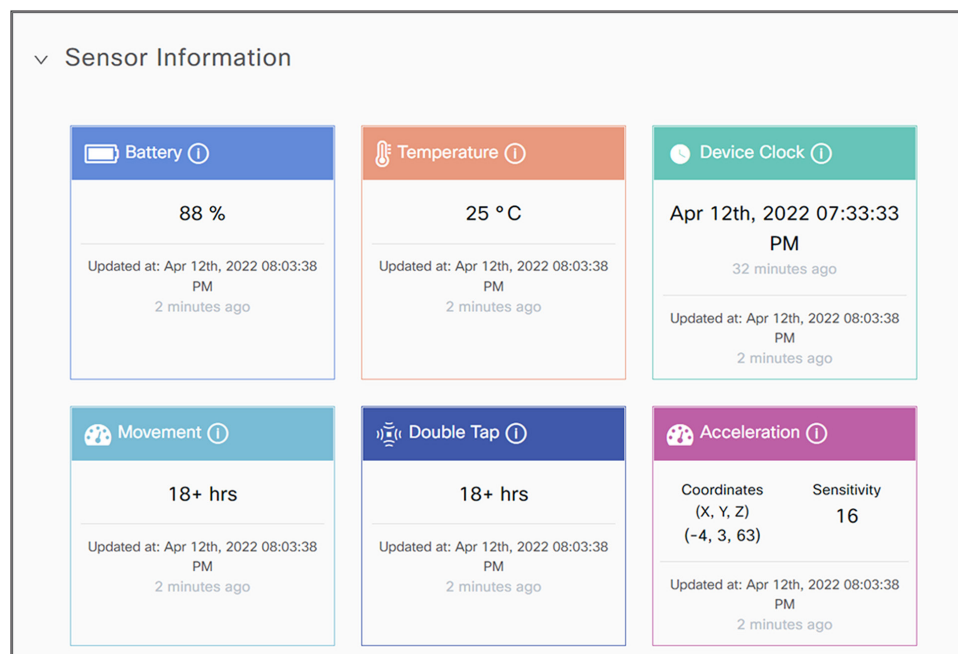 Sensor Information
Battery
Temperature
Device Clock
88 %
25 °C
Apr 12th, 2022 07:33:33
PM
32 minutes ago
Updated at: Apr 12th, 2022 08:03:38
PM
2 minutes ago
Updated at: Apr 12th, 2022 08:03:38
PM
2 minutes ago
Updated at: Apr 12th, 2022 08:03:38
PM
2 minutes ago
Movement
Double Tap
Acceleration
18+ hrs
18+ hrs
Coordinates
(X, Y, Z)
(-4, 3, 63)
Sensitivity
16
Updated at: Apr 12th, 2022 08:03:38
PM
2 minutes ago
Updated at: Apr 12th, 2022 08:03:38
PM
2 minutes ago
Updated at: Apr 12th, 2022 08:03:38
PM
2 minutes ago